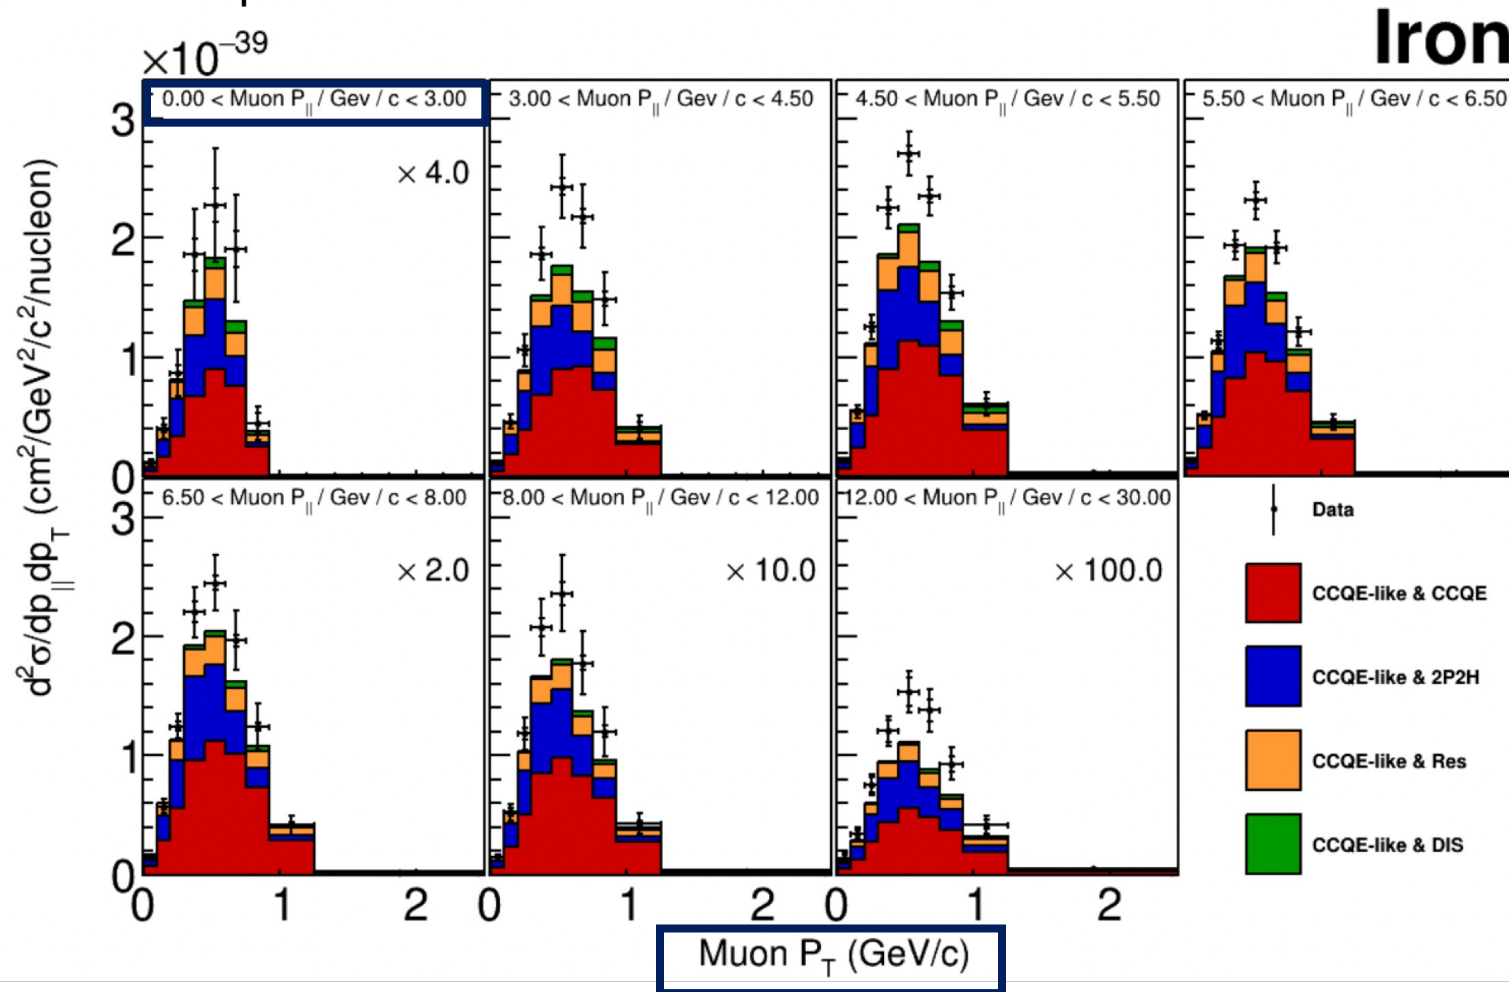 Iron
×10⁻³⁹
d²σ/dp||dpT (cm²/GeV²/c²/nucleon)
0.00 < Muon P|| / Gev / c < 3.00
3.00 < Muon P|| / Gev / c < 4.50
4.50 < Muon P|| / Gev / c < 5.50
5.50 < Muon P|| / Gev / c < 6.50
× 4.0
3
2
1
0
6.50 < Muon P|| / Gev / c < 8.00
8.00 < Muon P|| / Gev / c < 12.00
12.00 < Muon P|| / Gev / c < 30.00
× 2.0
× 10.0
× 100.0
3
2
1
0
0 1 2 0 1 2 0 1 2
Muon PT (GeV/c)
Data
CCQE-like & CCQE
CCQE-like & 2P2H
CCQE-like & Res
CCQE-like & DIS